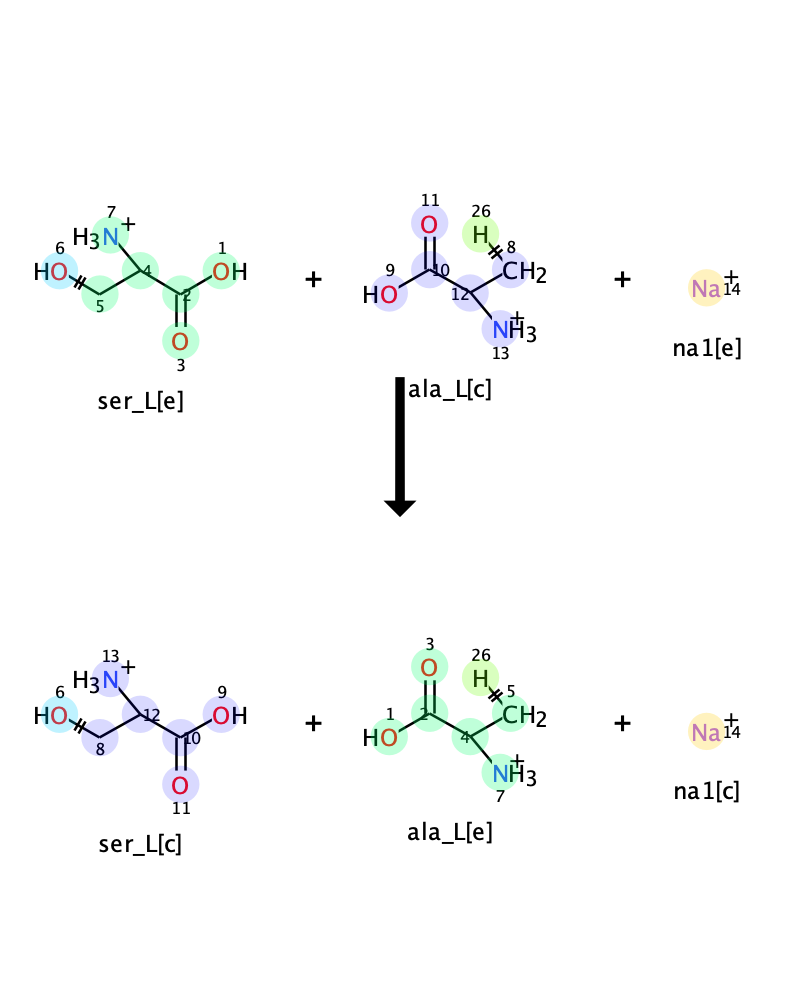 7
H3N+
6
HO
5
4
1
OH
2
O
3
ser_L[e]
+
11
O
26
H
8
CH2
10
9
HO
12
NH3+
13
ala_L[c]
+
Na+
14
na1[e]
13
H3N+
6
HO
8
12
9
OH
10
O
11
ser_L[c]
+
3
O
26
H
5
CH2
2
1
HO
4
NH3+
7
ala_L[e]
+
Na+
14
na1[c]